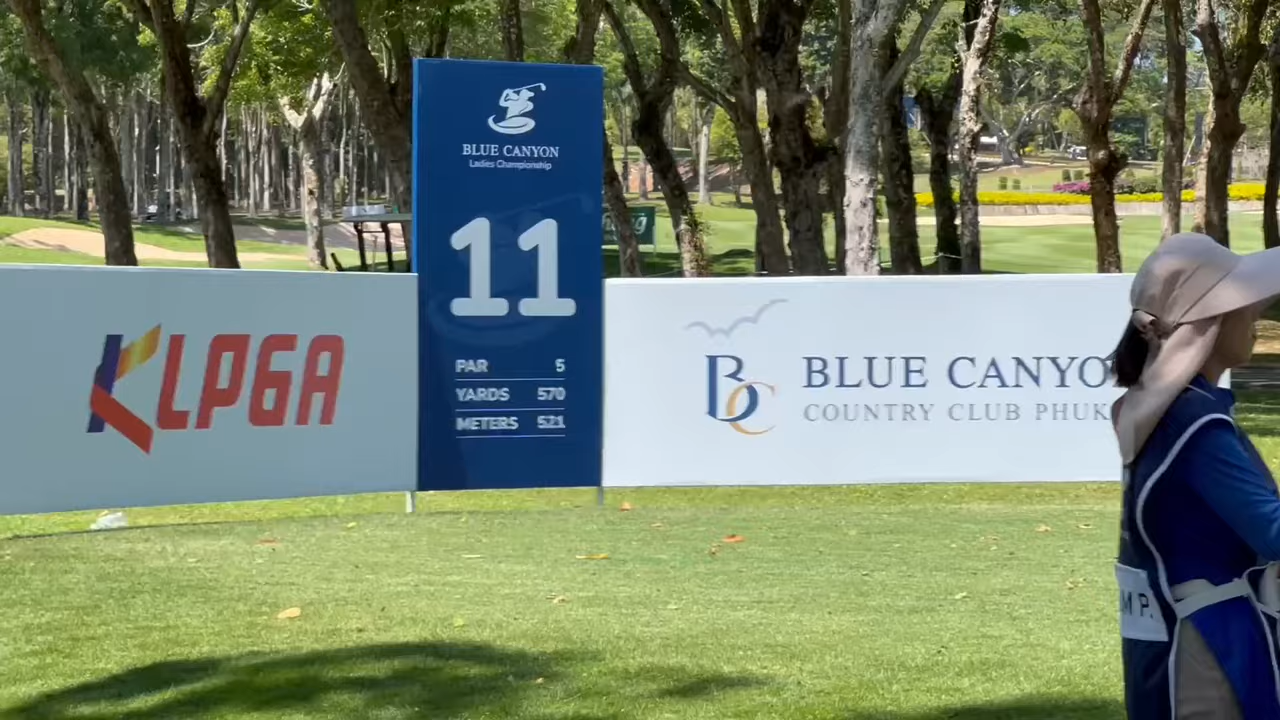 BLUE CANYON
Ladies Championship
11
PAR 5
YARDS 570
METERS 521
KLPGA
BC
BLUE CANYO
COUNTRY CLUB PHUK
M P.